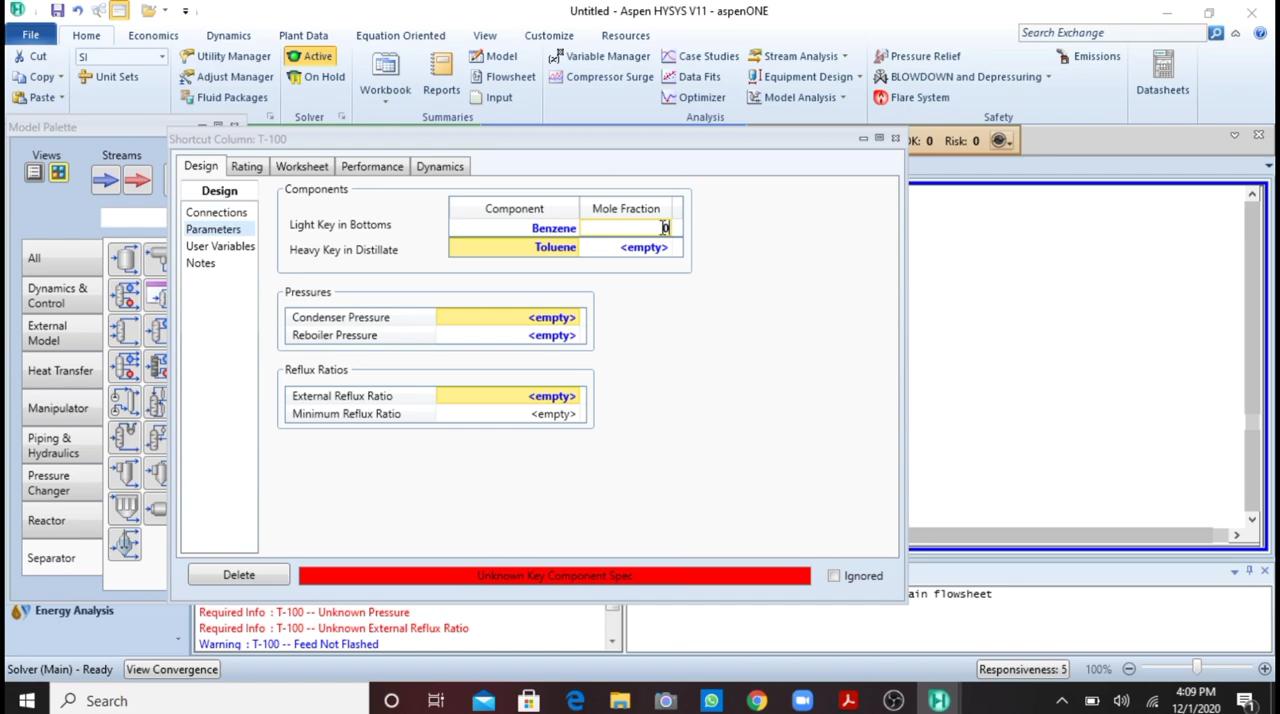 Untitled - Aspen HYSYS V11 - aspenONE
File Home Economics Dynamics Plant Data Equation Oriented View Customize Resources Search Exchange
Cut SI Utility Manager Active Model Variable Manager Case Studies Stream Analysis Pressure Relief Emissions
Copy Unit Sets Adjust Manager On Hold Workbook Reports Flowsheet Compressor Surge Data Fits Equipment Design BLOWDOWN and Depressuring Datasheets
Paste Fluid Packages Input Optimizer Model Analysis Flare System
Solver Summaries Analysis Safety
Model Palette
Shortcut Column: T-100
OK: 0 Risk: 0
Views Streams
Design Rating Worksheet Performance Dynamics
Design
Connections
Parameters
User Variables
Notes
Components
Component Mole Fraction
Light Key in Bottoms Benzene 0
Heavy Key in Distillate Toluene <empty>
Pressures
Condenser Pressure <empty>
Reboiler Pressure <empty>
Reflux Ratios
External Reflux Ratio <empty>
Minimum Reflux Ratio <empty>
All
Dynamics &
Control
External
Model
Heat Transfer
Manipulator
Piping &
Hydraulics
Pressure
Changer
Reactor
Separator
Delete Unknown Key Component Spec Ignored
Energy Analysis
Required Info : T-100 -- Unknown Pressure
Required Info : T-100 -- Unknown External Reflux Ratio
Warning : T-100 -- Feed Not Flashed
ain flowsheet
Solver (Main) - Ready View Convergence Responsiveness: 5 100%
Search
4:09 PM
12/1/2020
1